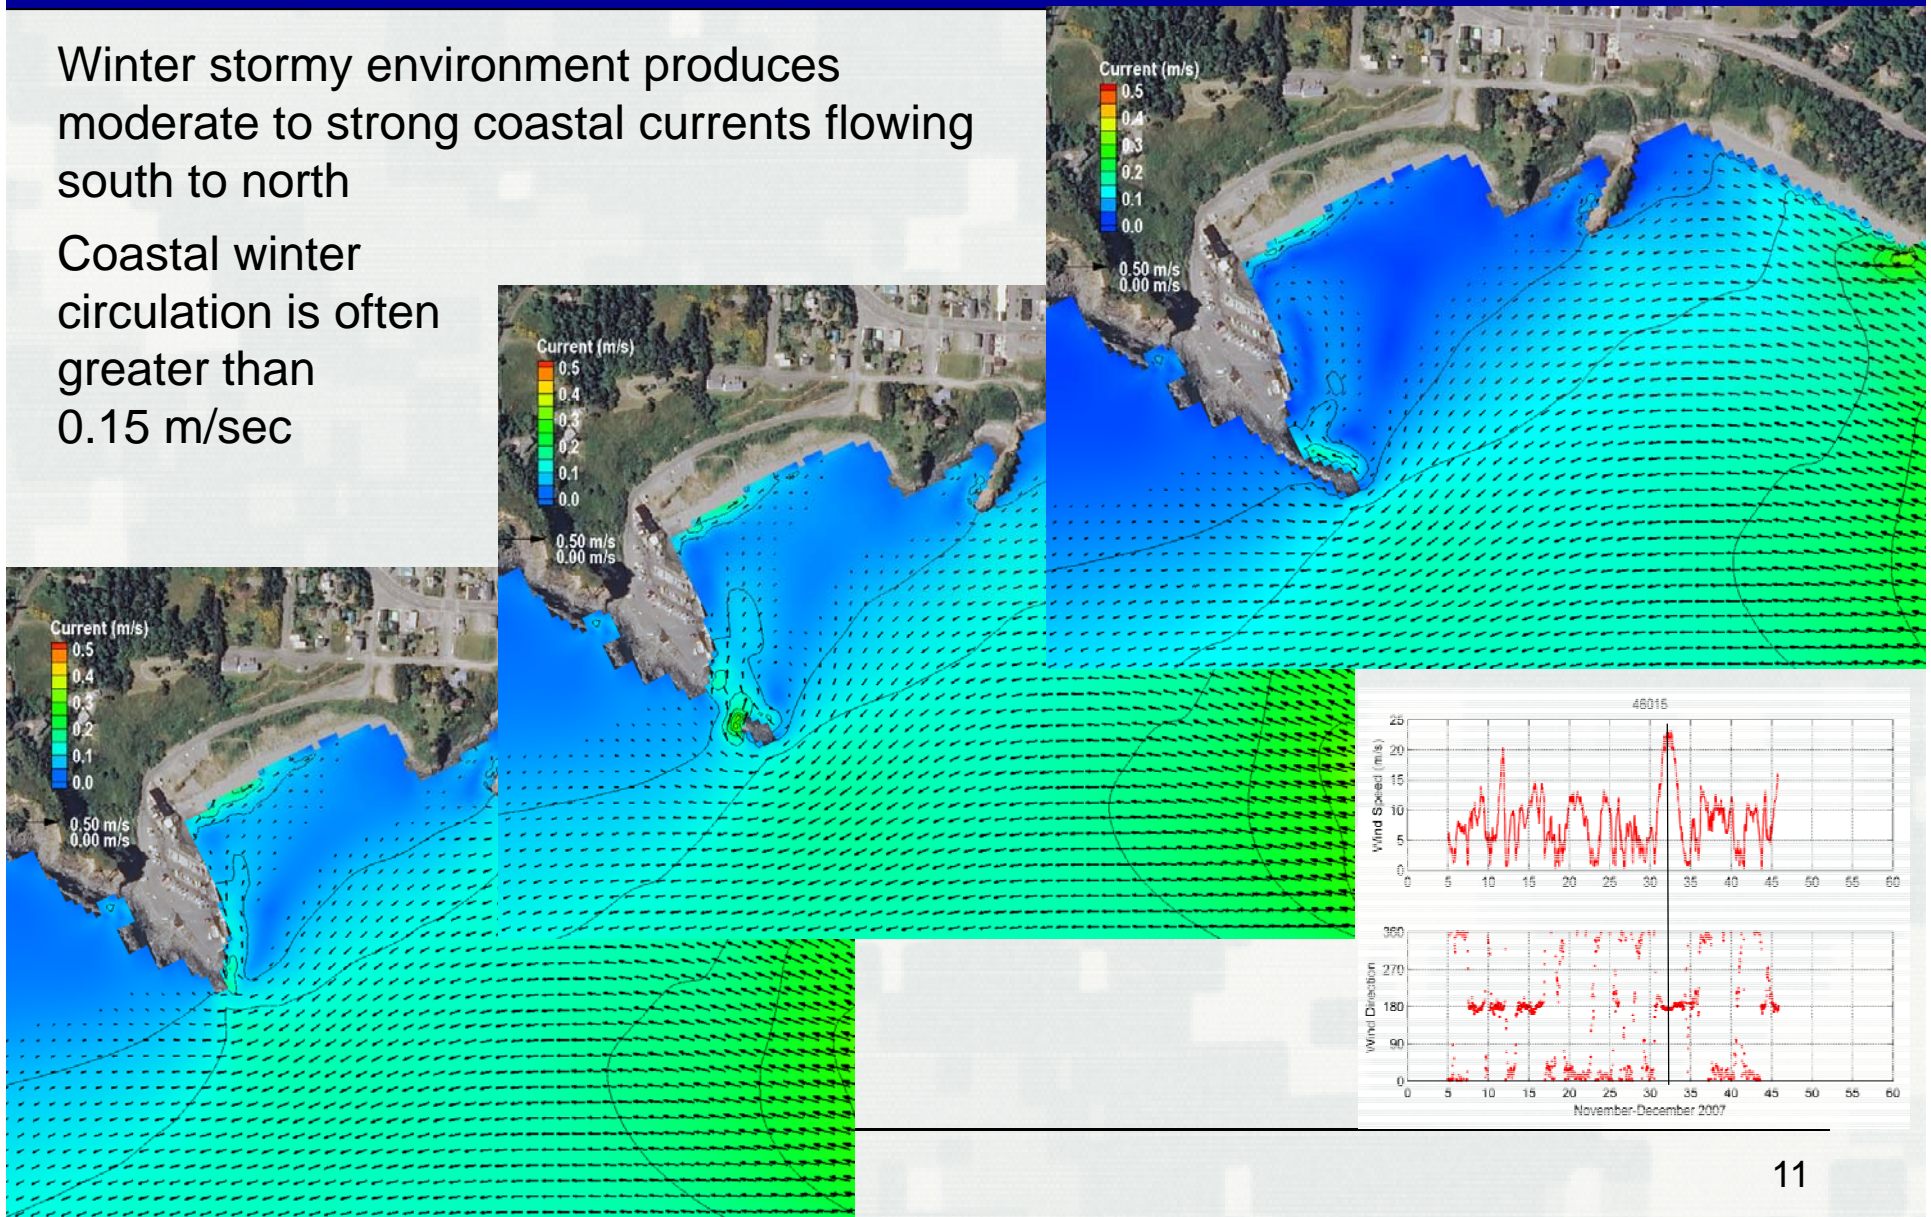 Winter stormy environment produces
moderate to strong coastal currents flowing
south to north
Coastal winter
circulation is often
greater than
0.15 m/sec
Current (m/s)
0.5
0.4
0.3
0.2
0.1
0.0
0.50 m/s
0.00 m/s
Current (m/s)
0.5
0.4
0.3
0.2
0.1
0.0
0.50 m/s
0.00 m/s
Current (m/s)
0.5
0.4
0.3
0.2
0.1
0.0
0.50 m/s
0.00 m/s
46015
Wind Speed (m/s)
25
20
15
10
5
0
0 5 10 15 20 25 30 35 40 45 50 55 60
Wind Direction
360
270
180
90
0
0 5 10 15 20 25 30 35 40 45 50 55 60
November-December 2007
11